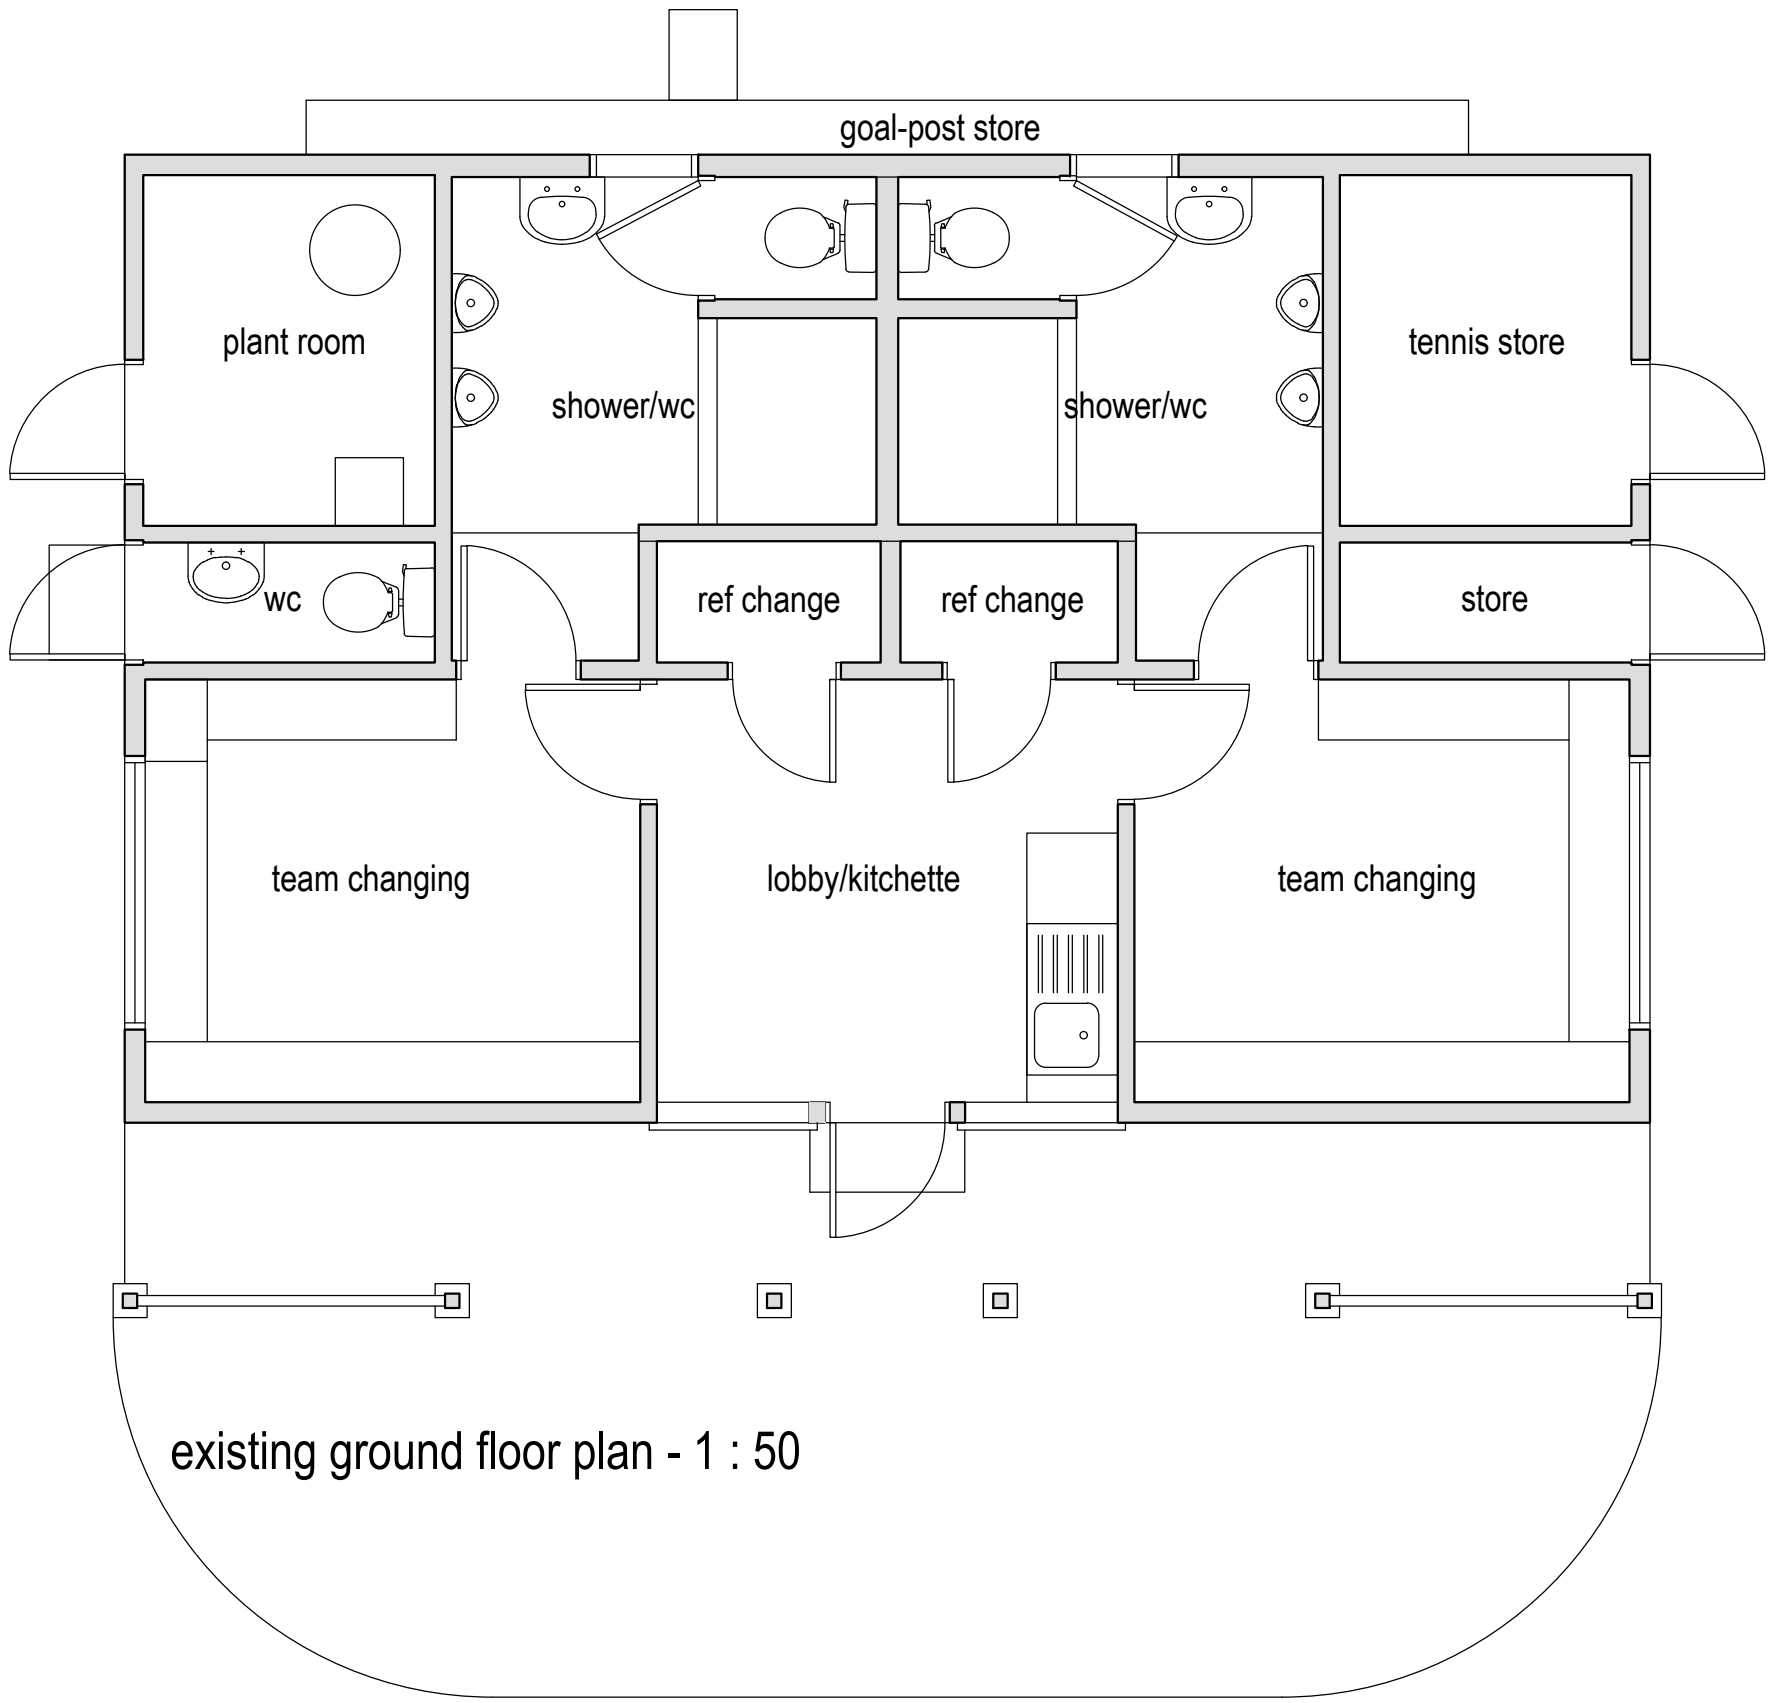 goal-post store
plant room
tennis store
shower/wc
shower/wc
wc
ref change
ref change
store
team changing
lobby/kitchette
team changing
existing ground floor plan - 1 : 50